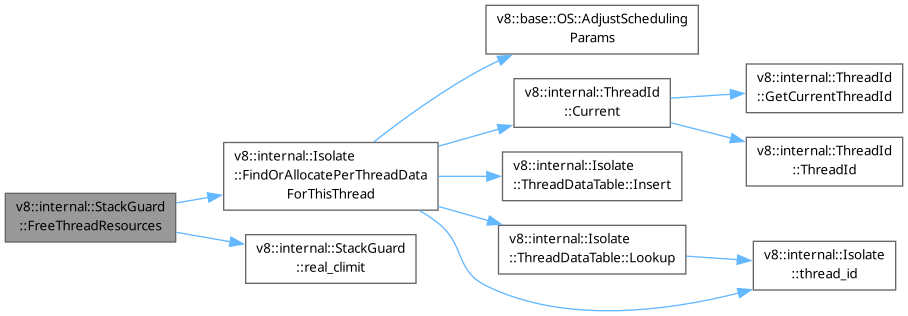 v8::internal::StackGuard
::FreeThreadResources
v8::internal::Isolate
::FindOrAllocatePerThreadData
ForThisThread
v8::internal::StackGuard
::real_climit
v8::base::OS::AdjustScheduling
Params
v8::internal::ThreadId
::Current
v8::internal::Isolate
::ThreadDataTable::Insert
v8::internal::Isolate
::ThreadDataTable::Lookup
v8::internal::ThreadId
::GetCurrentThreadId
v8::internal::ThreadId
::ThreadId
v8::internal::Isolate
::thread_id